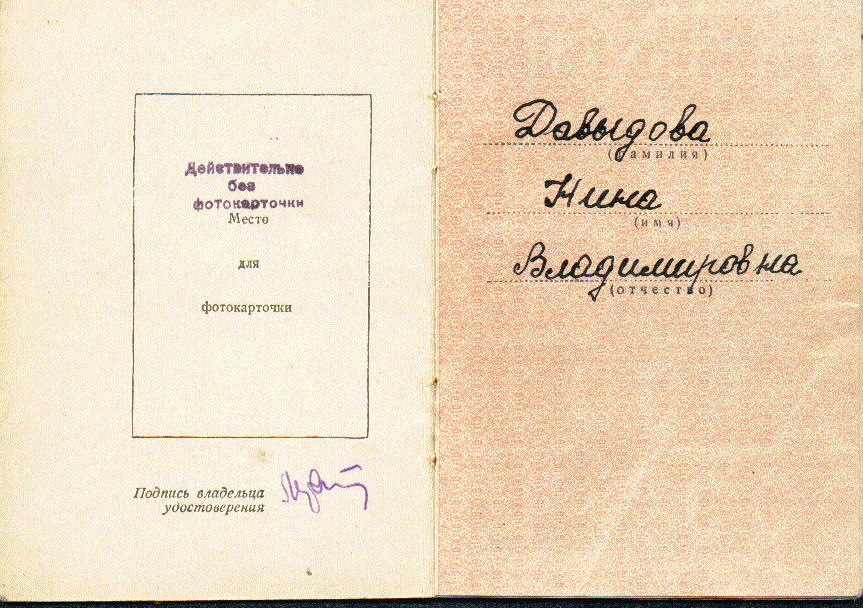 Действительно
без
фотокарточки
Место
для
фотокарточки
Подпись владельца
удостоверения
Давыдова
(фамилия)
Нина
(имя)
Владимировна
(отчество)